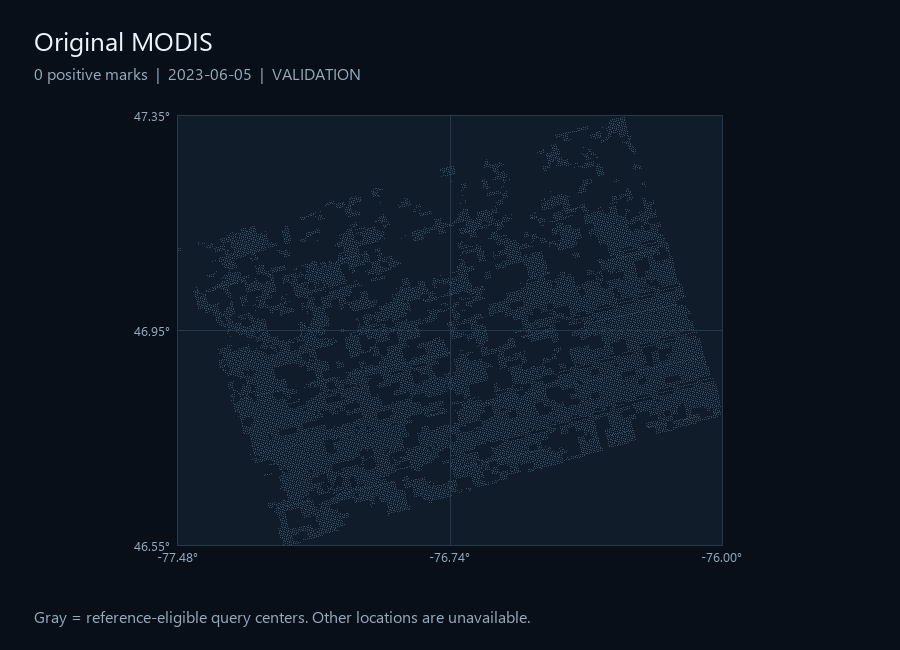 Original MODIS
0 positive marks | 2023-06-05 | VALIDATION
47.35°
46.95°
46.55°
-77.48°
-76.74°
-76.00°
Gray = reference-eligible query centers. Other locations are unavailable.